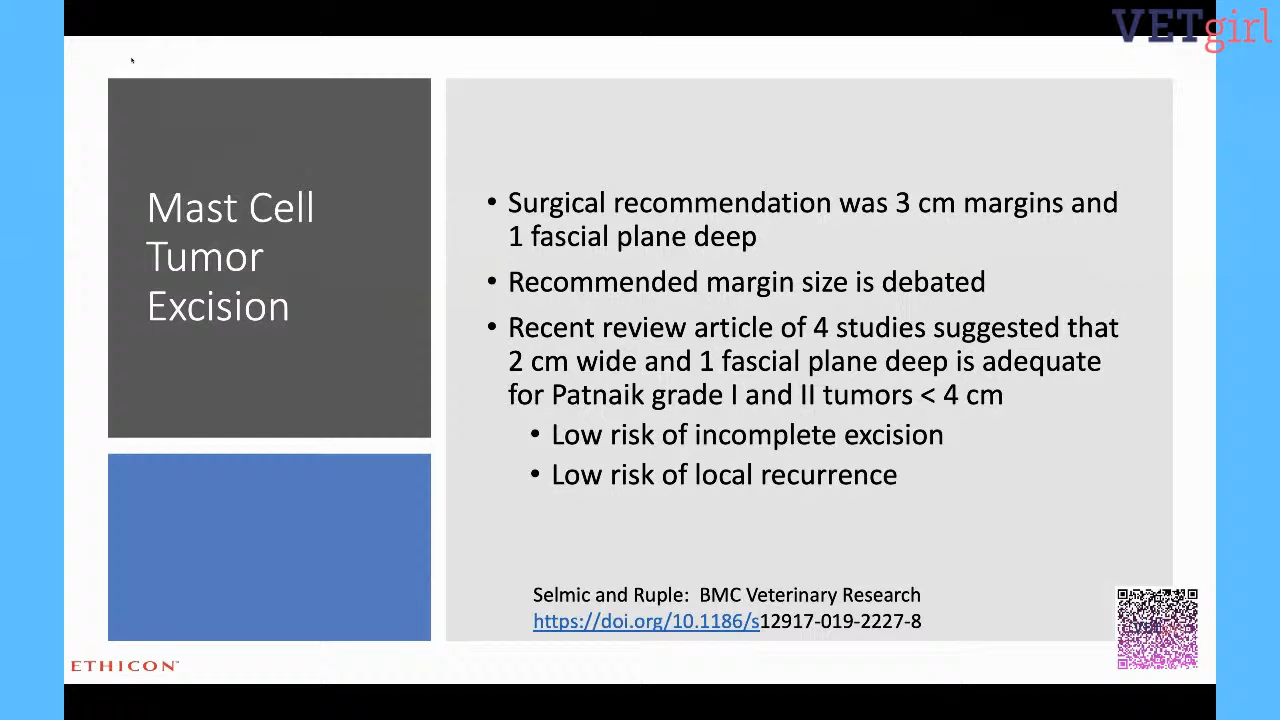 VETgirl
Mast Cell
Tumor
Excision
• Surgical recommendation was 3 cm margins and
1 fascial plane deep
• Recommended margin size is debated
• Recent review article of 4 studies suggested that
2 cm wide and 1 fascial plane deep is adequate
for Patnaik grade I and II tumors < 4 cm
• Low risk of incomplete excision
• Low risk of local recurrence
Selmic and Ruple: BMC Veterinary Research
https://doi.org/10.1186/s12917-019-2227-8
ETHICON™